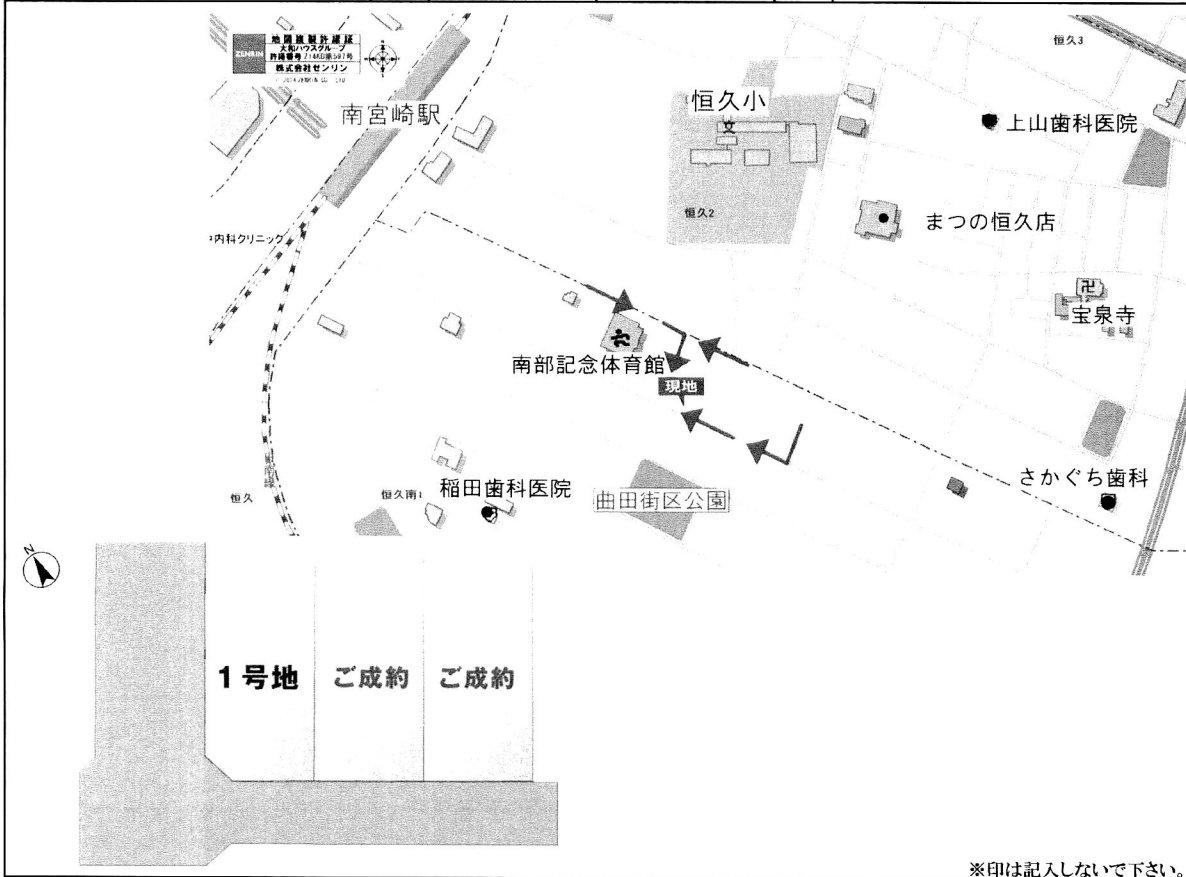 ZENRIN
地図複製許諾証
大和ハウスグループ
株式会社ゼンリン
南宮崎駅
恒久小
文
恒久3
上山歯科医院
恒久2
まつの恒久店
内科クリニック
卍
宝泉寺
南部記念体育館
現地
さかぐち歯科
恒久
恒久南1
稲田歯科医院
曲田街区公園
N
1号地
ご成約
ご成約
※印は記入しないで下さい。